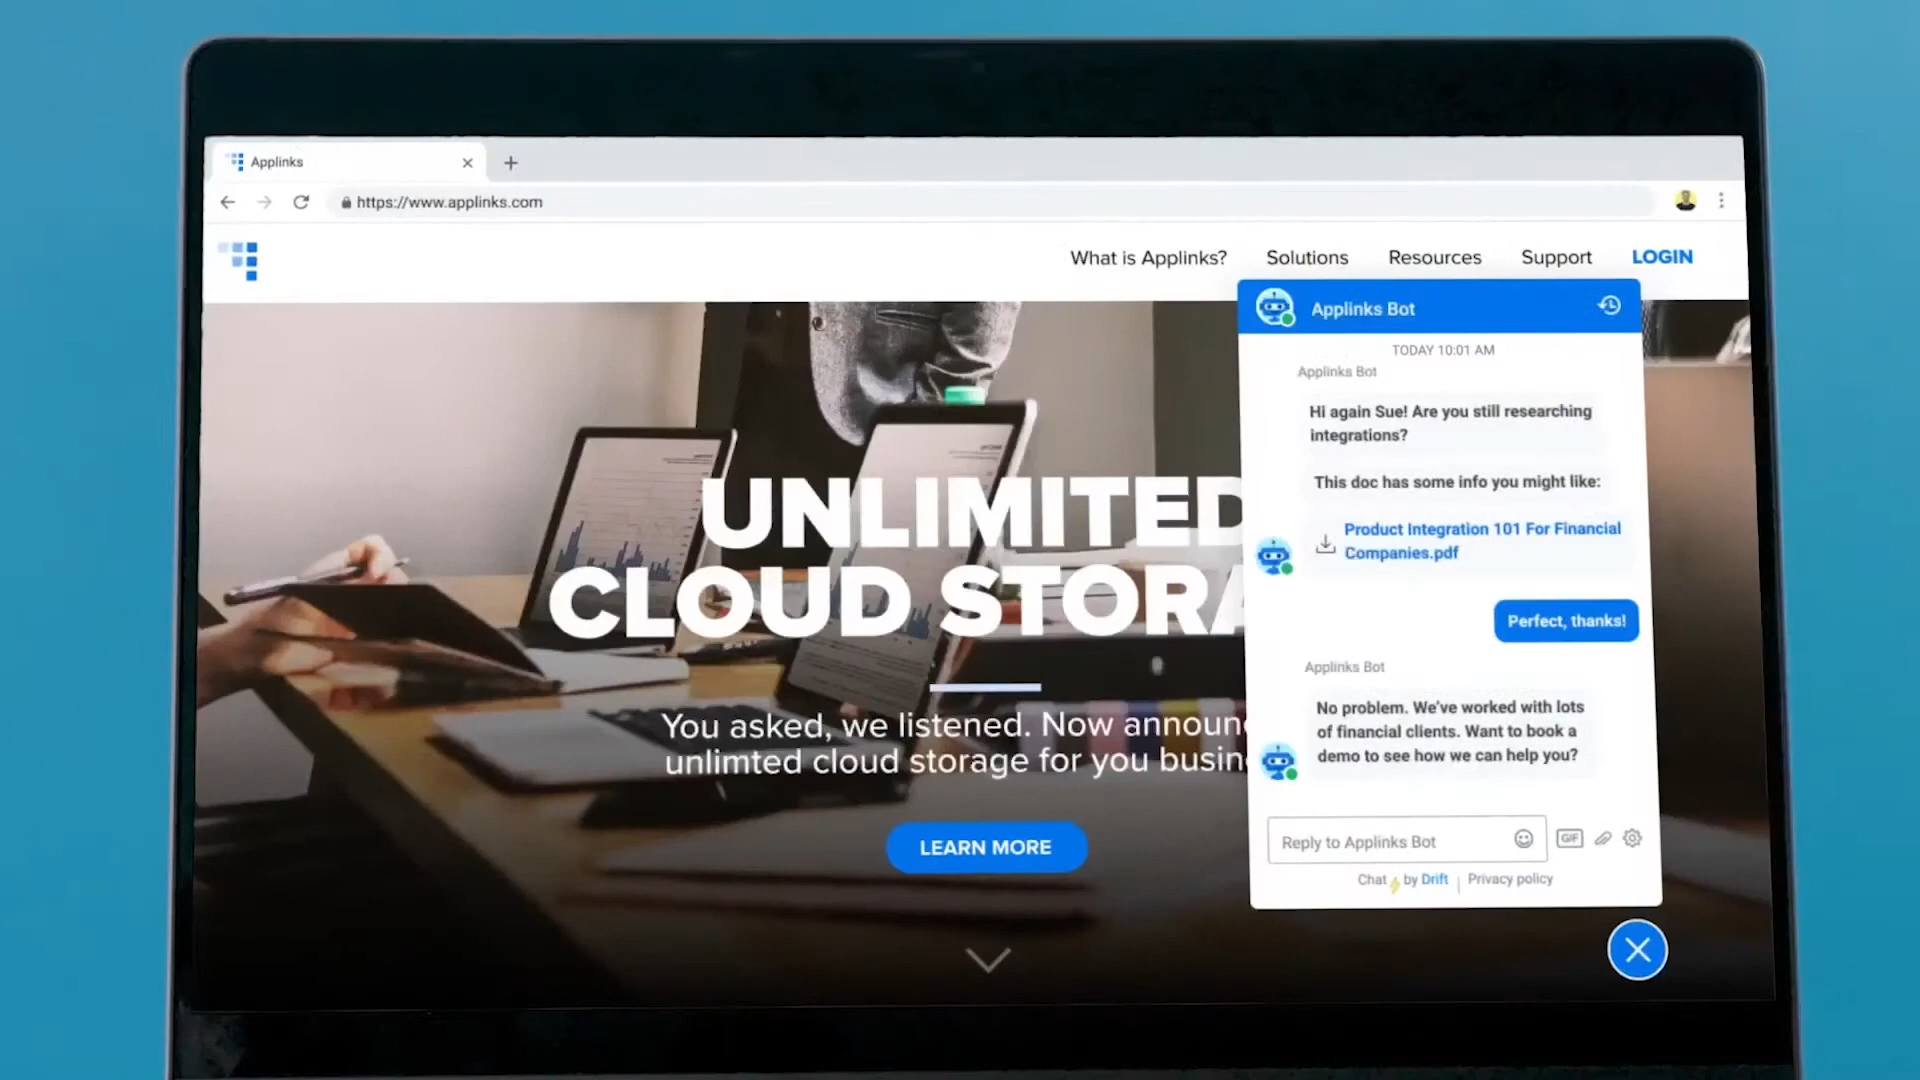 Applinks
https://www.applinks.com
What is Applinks? Solutions Resources Support LOGIN
UNLIMITED
CLOUD STORA
You asked, we listened. Now announc
unlimted cloud storage for you busin
LEARN MORE
Applinks Bot
TODAY 10:01 AM
Applinks Bot
Hi again Sue! Are you still researching
integrations?
This doc has some info you might like:
Product Integration 101 For Financial
Companies.pdf
Perfect, thanks!
Applinks Bot
No problem. We've worked with lots
of financial clients. Want to book a
demo to see how we can help you?
Reply to Applinks Bot
GIF
Chat by Drift | Privacy policy